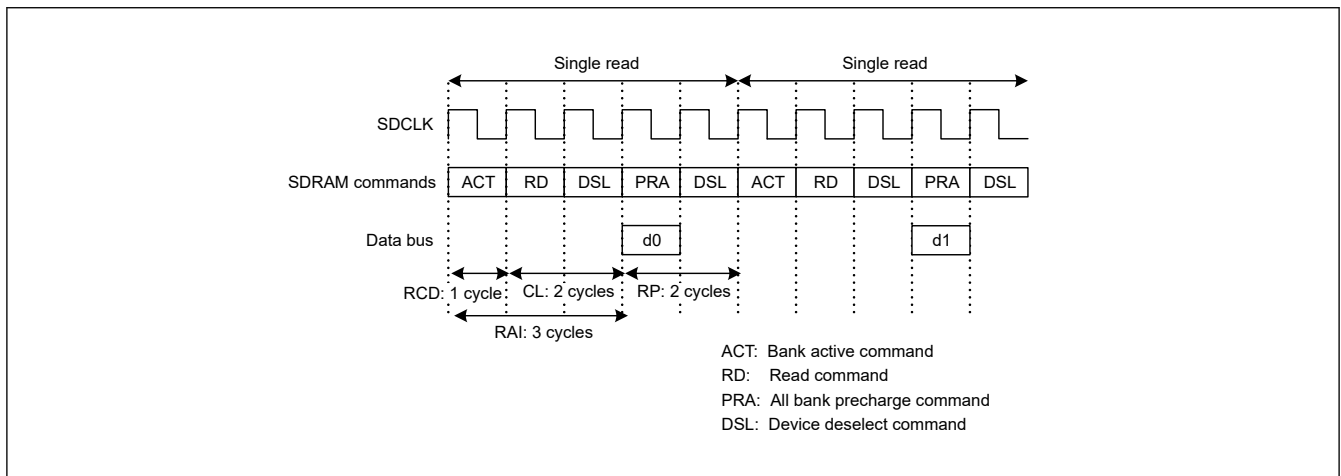 Single read Single read
SDCLK
SDRAM commands ACT RD DSL PRA DSL ACT RD DSL PRA DSL
Data bus d0 d1
RCD: 1 cycle CL: 2 cycles RP: 2 cycles
RAI: 3 cycles
ACT: Bank active command
RD: Read command
PRA: All bank precharge command
DSL: Device deselect command